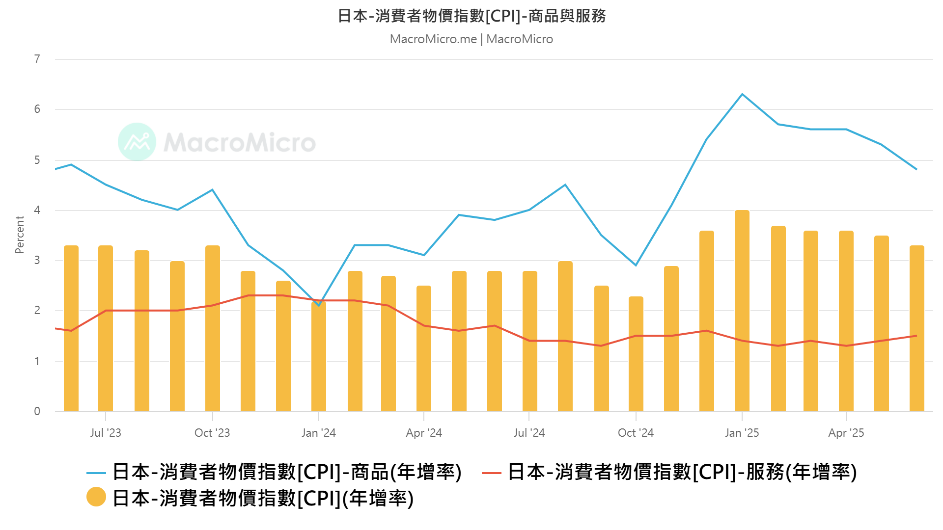 日本-消費者物價指數[CPI]-商品與服務
MacroMicro.me | MacroMicro
7
6
5
4
3
2
1
0
Percent
MacroMicro
Jul '23
Oct '23
Jan '24
Apr '24
Jul '24
Oct '24
Jan '25
Apr '25
日本-消費者物價指數[CPI]-商品(年增率)
日本-消費者物價指數[CPI]-服務(年增率)
日本-消費者物價指數[CPI](年增率)